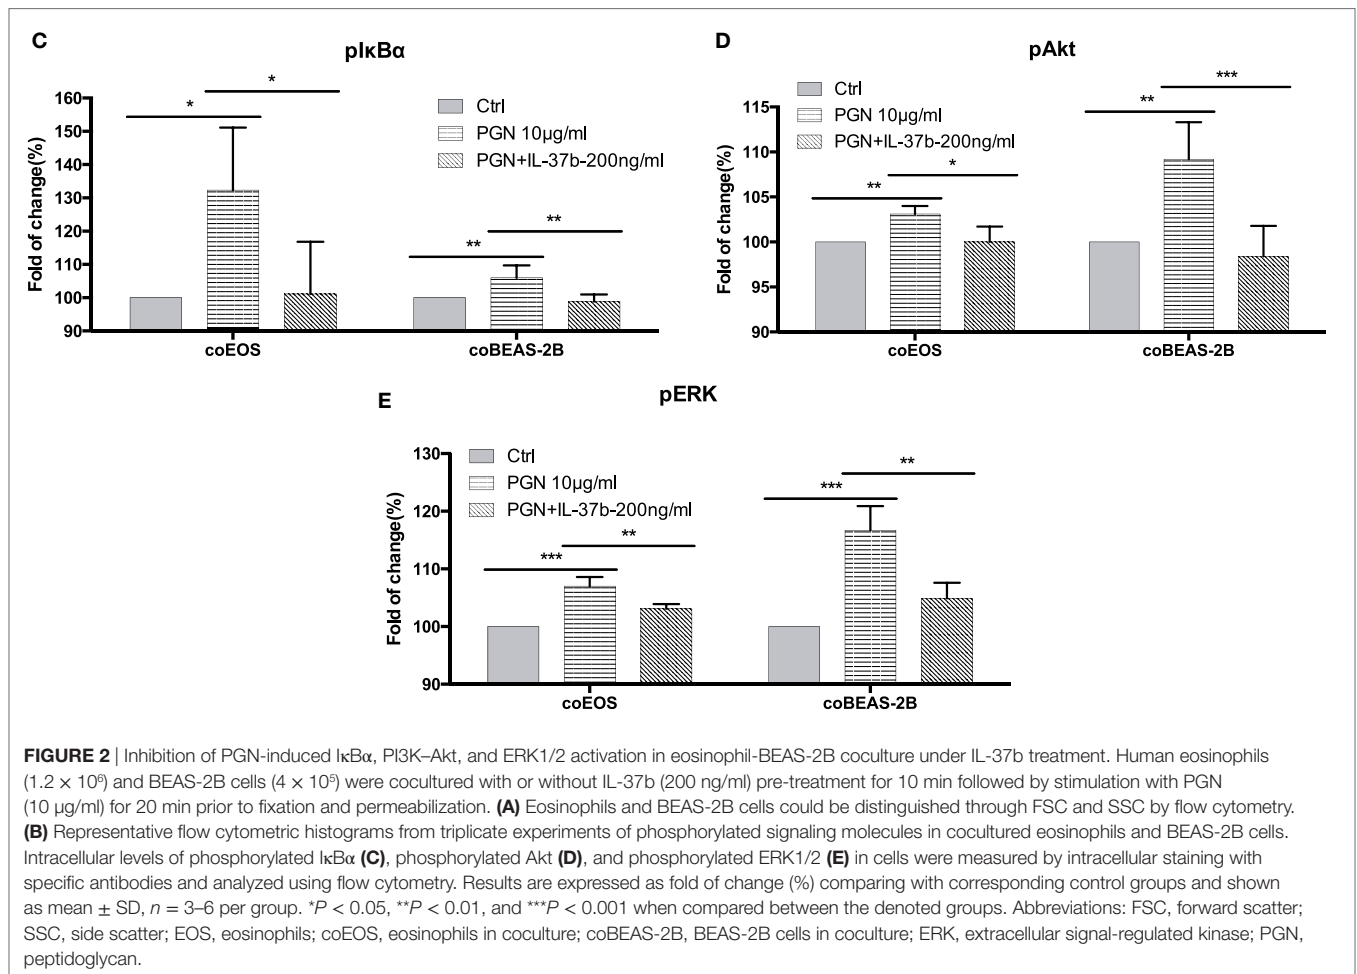 C
pIκBα
* 
*
160
150
140
130
120
110
100
90
Fold of change(%)
Ctrl
PGN 10µg/ml
PGN+IL-37b-200ng/ml
**
**
coEOS
coBEAS-2B
D
pAkt
***
**
115
110
105
100
95
90
Fold of change(%)
Ctrl
PGN 10µg/ml
PGN+IL-37b-200ng/ml
*
**
coEOS
coBEAS-2B
E
pERK
130
120
110
100
90
Fold of change(%)
Ctrl
PGN 10µg/ml
PGN+IL-37b-200ng/ml
**
***
**
***
coEOS
coBEAS-2B
FIGURE 2 | Inhibition of PGN-induced IκBα, PI3K–Akt, and ERK1/2 activation in eosinophil-BEAS-2B coculture under IL-37b treatment. Human eosinophils
(1.2 × 10⁶) and BEAS-2B cells (4 × 10⁵) were cocultured with or without IL-37b (200 ng/ml) pre-treatment for 10 min followed by stimulation with PGN
(10 µg/ml) for 20 min prior to fixation and permeabilization. (A) Eosinophils and BEAS-2B cells could be distinguished through FSC and SSC by flow cytometry.
(B) Representative flow cytometric histograms from triplicate experiments of phosphorylated signaling molecules in cocultured eosinophils and BEAS-2B cells.
Intracellular levels of phosphorylated IκBα (C), phosphorylated Akt (D), and phosphorylated ERK1/2 (E) in cells were measured by intracellular staining with
specific antibodies and analyzed using flow cytometry. Results are expressed as fold of change (%) comparing with corresponding control groups and shown
as mean ± SD, n = 3–6 per group. *P < 0.05, **P < 0.01, and ***P < 0.001 when compared between the denoted groups. Abbreviations: FSC, forward scatter;
SSC, side scatter; EOS, eosinophils; coEOS, eosinophils in coculture; coBEAS-2B, BEAS-2B cells in coculture; ERK, extracellular signal-regulated kinase; PGN,
peptidoglycan.